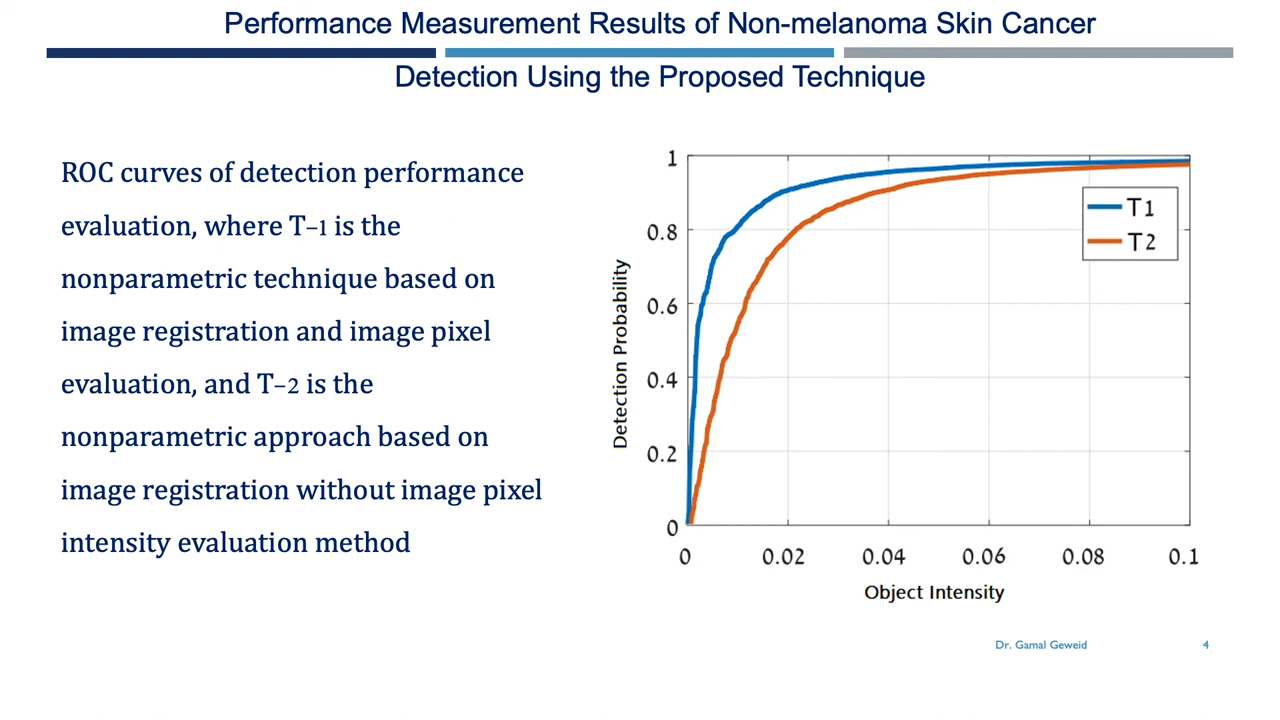 Performance Measurement Results of Non-melanoma Skin Cancer
Detection Using the Proposed Technique
ROC curves of detection performance
evaluation, where T–1 is the
nonparametric technique based on
image registration and image pixel
evaluation, and T–2 is the
nonparametric approach based on
image registration without image pixel
intensity evaluation method
1
0.8
0.6
0.4
0.2
0
Detection Probability
T1
T2
0 0.02 0.04 0.06 0.08 0.1
Object Intensity
Dr. Gamal Geweid 4